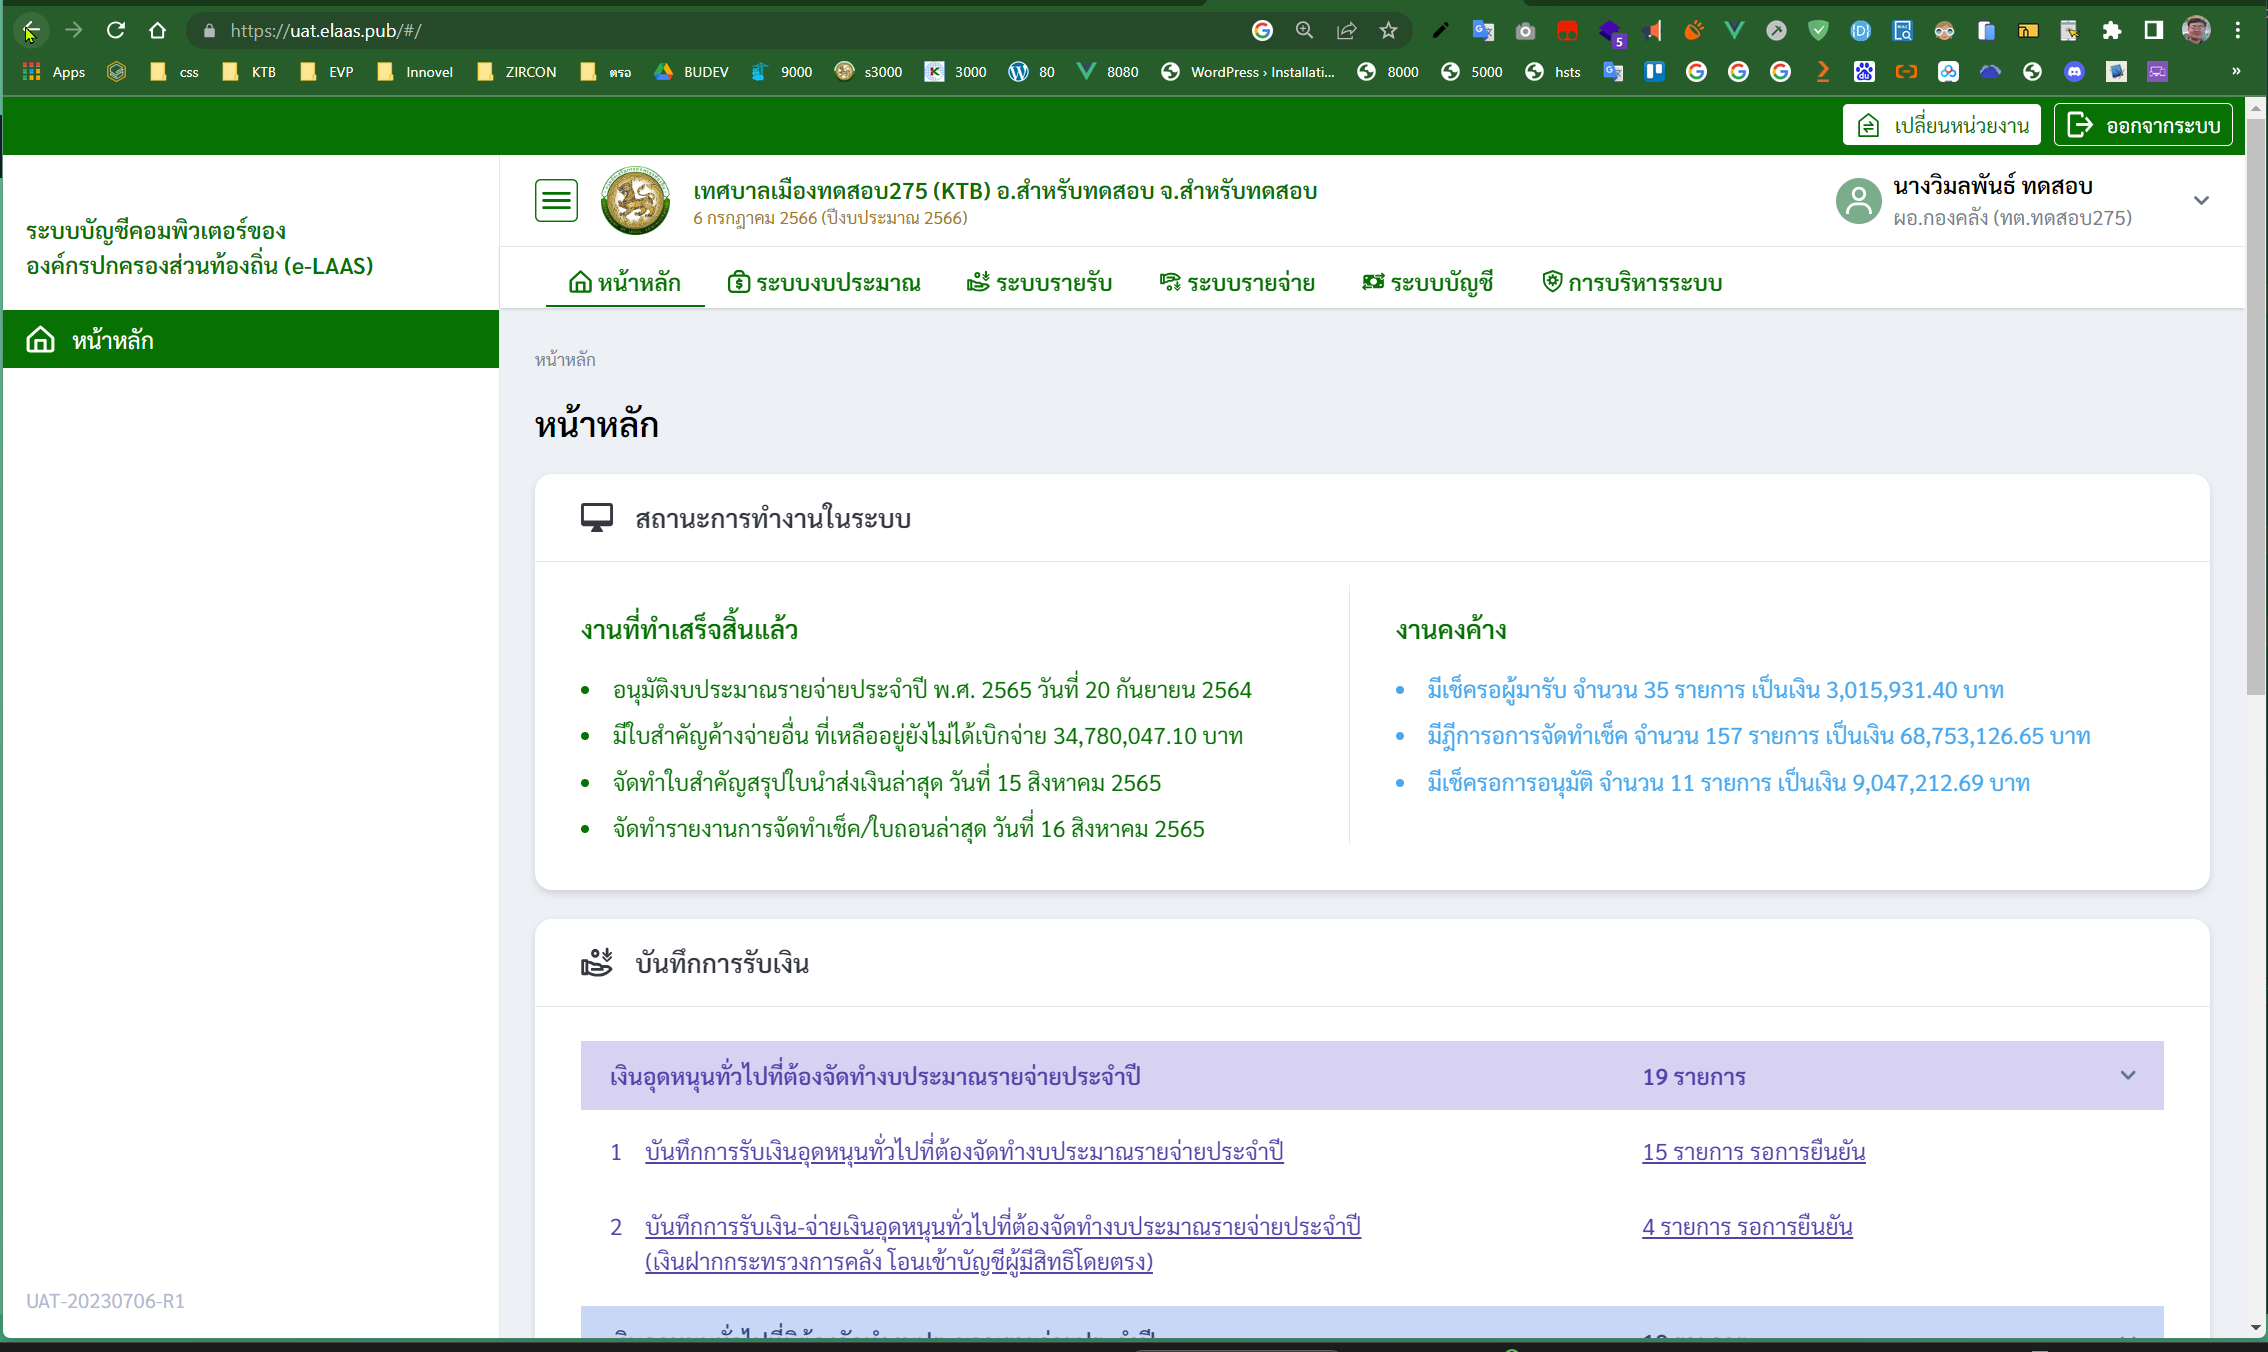 https://uat.elaas.pub/#/
5
Apps
css
KTB
EVP
Innovel
ZIRCON
ตรอ
BUDEV
9000
s3000
3000
80
8080
WordPress › Installati...
8000
5000
hsts
»
เปลี่ยนหน่วยงาน
ออกจากระบบ
ระบบบัญชีคอมพิวเตอร์ของ
องค์กรปกครองส่วนท้องถิ่น (e-LAAS)
หน้าหลัก
UAT-20230706-R1
เทศบาลเมืองทดสอบ275 (KTB) อ.สำหรับทดสอบ จ.สำหรับทดสอบ
6 กรกฎาคม 2566 (ปีงบประมาณ 2566)
นางวิมลพันธ์ ทดสอบ
ผอ.กองคลัง (ทต.ทดสอบ275)
หน้าหลัก
ระบบงบประมาณ
ระบบรายรับ
ระบบรายจ่าย
ระบบบัญชี
การบริหารระบบ
หน้าหลัก
หน้าหลัก
สถานะการทำงานในระบบ
งานที่ทำเสร็จสิ้นแล้ว
อนุมัติงบประมาณรายจ่ายประจำปี พ.ศ. 2565 วันที่ 20 กันยายน 2564
มีใบสำคัญค้างจ่ายอื่น ที่เหลืออยู่ยังไม่ได้เบิกจ่าย 34,780,047.10 บาท
จัดทำใบสำคัญสรุปใบนำส่งเงินล่าสุด วันที่ 15 สิงหาคม 2565
จัดทำรายงานการจัดทำเช็ค/ใบถอนล่าสุด วันที่ 16 สิงหาคม 2565
งานคงค้าง
มีเช็ครอผู้มารับ จำนวน 35 รายการ เป็นเงิน 3,015,931.40 บาท
มีฎีการอการจัดทำเช็ค จำนวน 157 รายการ เป็นเงิน 68,753,126.65 บาท
มีเช็ครอการอนุมัติ จำนวน 11 รายการ เป็นเงิน 9,047,212.69 บาท
บันทึกการรับเงิน
เงินอุดหนุนทั่วไปที่ต้องจัดทำงบประมาณรายจ่ายประจำปี 19 รายการ
1 บันทึกการรับเงินอุดหนุนทั่วไปที่ต้องจัดทำงบประมาณรายจ่ายประจำปี 15 รายการ รอการยืนยัน
2 บันทึกการรับเงิน-จ่ายเงินอุดหนุนทั่วไปที่ต้องจัดทำงบประมาณรายจ่ายประจำปี 4 รายการ รอการยืนยัน
(เงินฝากกระทรวงการคลัง โอนเข้าบัญชีผู้มีสิทธิโดยตรง)